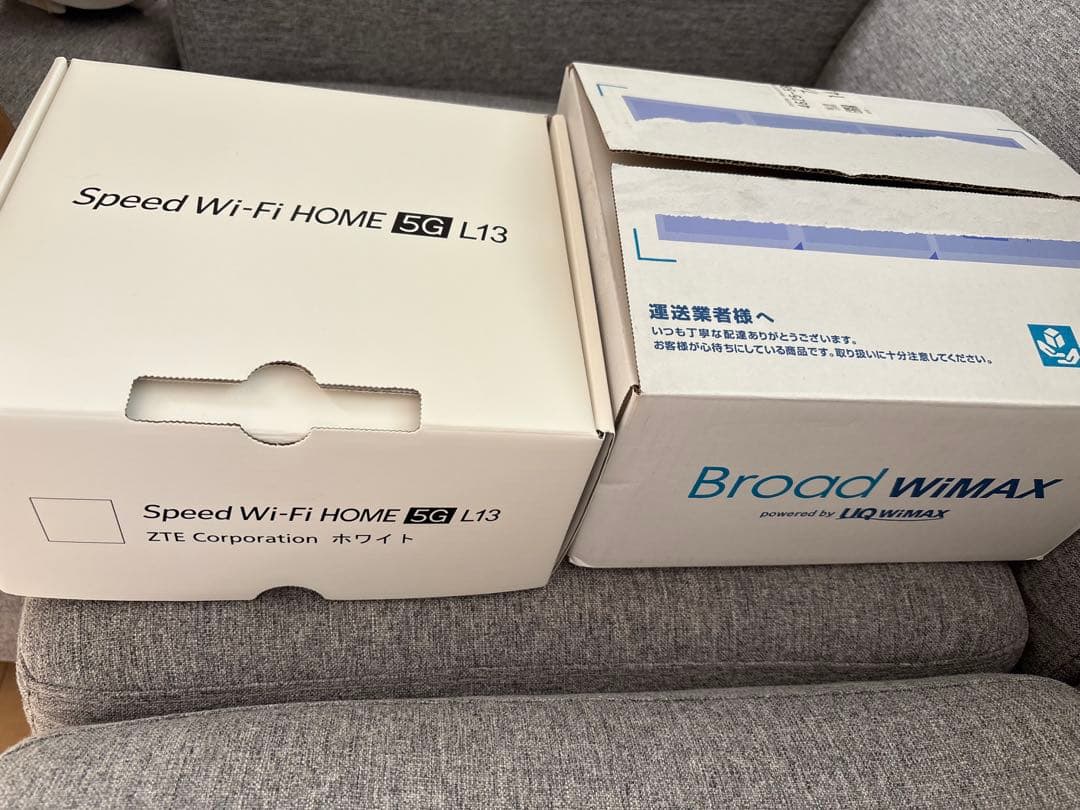 Speed Wi-Fi HOME 5G L13
Speed Wi-Fi HOME 5G L13
ZTE Corporation ホワイト
運送業者様へ
いつも丁寧な配達ありがとうございます。
お客様が心待ちにしている商品です。取り扱いに十分注意してください。
Broad WiMAX
powered by UQ WiMAX